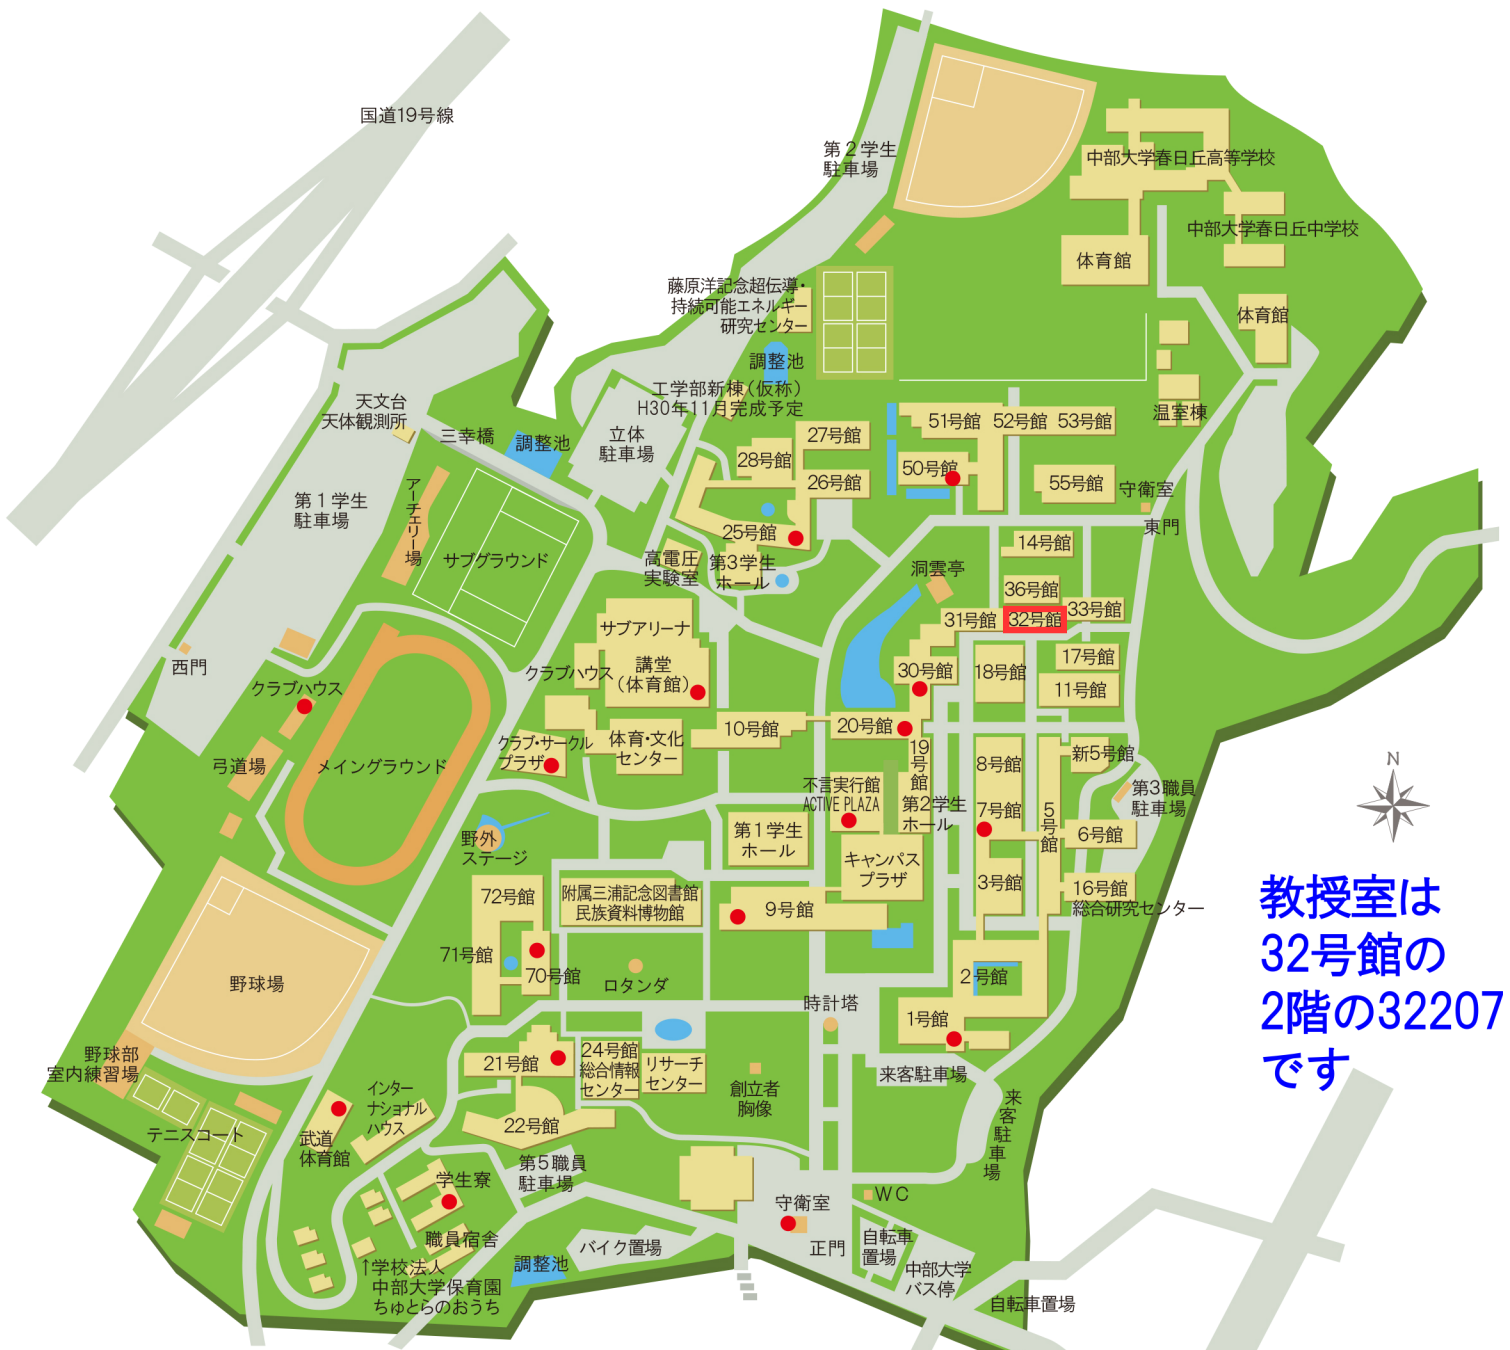 国道19号線
第２学生
駐車場
中部大学春日丘高等学校
中部大学春日丘中学校
体育館
体育館
藤原洋記念超伝導・
持続可能エネルギー
研究センター
調整池
工学部新棟(仮称)
H30年11月完成予定
温室棟
天文台
天体観測所
三幸橋
調整池
立体
駐車場
27号館
28号館
26号館
51号館
52号館
53号館
50号館
55号館
守衛室
東門
第１学生
駐車場
アーチェリー場
サブグラウンド
25号館
高電圧
実験室
第3学生
ホール
洞雲亭
14号館
36号館
31号館
32号館
33号館
サブアリーナ
講堂
(体育館)
クラブハウス
西門
クラブハウス
30号館
18号館
17号館
11号館
10号館
20号館
19号館
体育・文化
センター
クラブ・サークル
プラザ
弓道場
メイングラウンド
8号館
新5号館
不言実行館
ACTIVE PLAZA
第2学生
ホール
7号館
5号館
6号館
第3職員
駐車場
N
第１学生
ホール
キャンパス
プラザ
野外
ステージ
3号館
16号館
総合研究センター
72号館
附属三浦記念図書館
民族資料博物館
9号館
教授室は
32号館の
2階の32207
です
71号館
70号館
ロタンダ
野球場
2号館
時計塔
1号館
野球部
室内練習場
21号館
24号館
総合情報
センター
リサーチ
センター
来客駐車場
創立者
胸像
来客駐車場
インター
ナショナル
ハウス
テニスコート
武道
体育館
22号館
第5職員
駐車場
学生寮
守衛室
WC
職員宿舎
バイク置場
正門
自転車
置場
調整池
↑学校法人
中部大学保育園
ちゅとらのおうち
中部大学
バス停
自転車置場